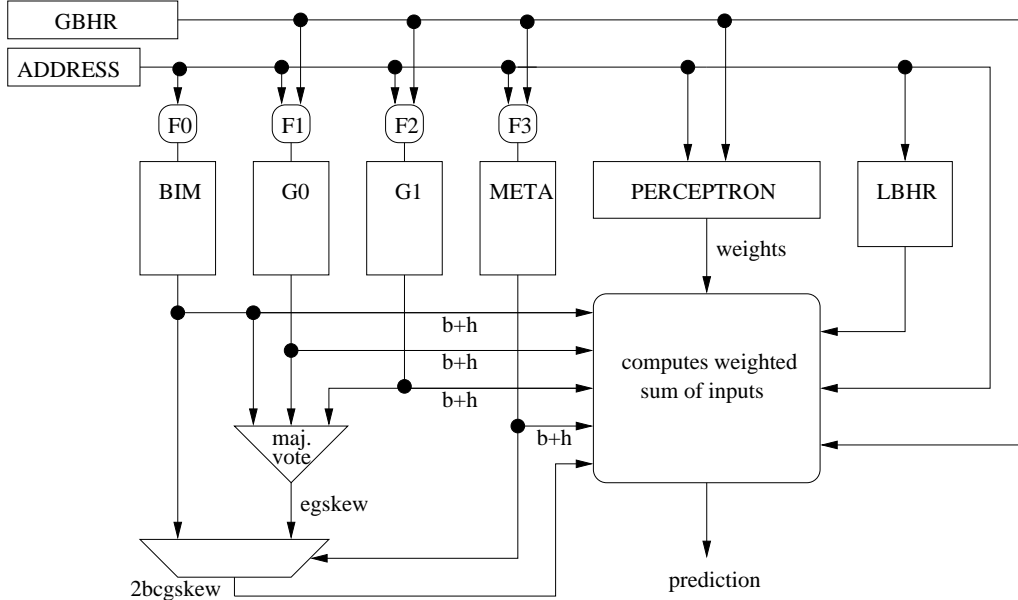 GBHR
ADDRESS
F0
F1
F2
F3
BIM
G0
G1
META
PERCEPTRON
LBHR
weights
b+h
b+h
b+h
b+h
computes weighted
sum of inputs
maj.
vote
egskew
2bcgskew
prediction